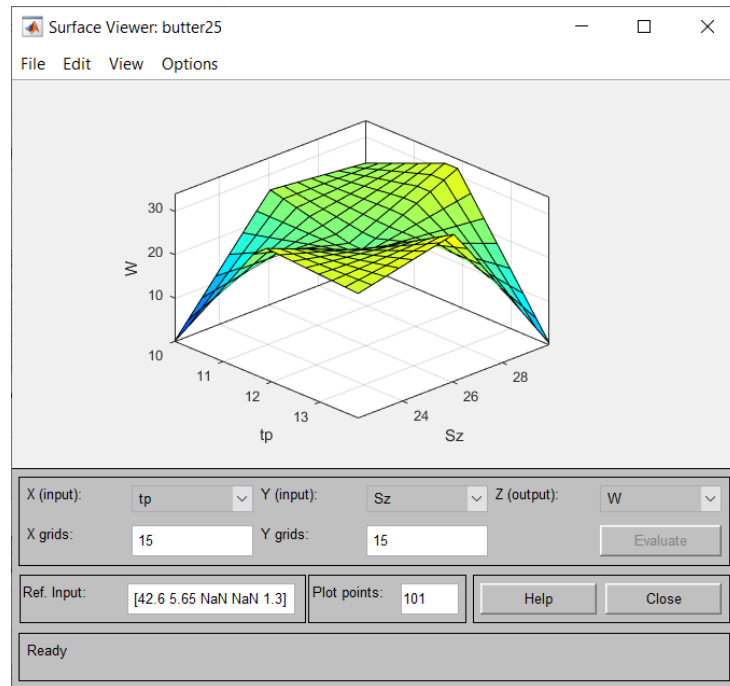 Surface Viewer: butter25
File Edit View Options
30
20
10
W
10
11
12
13
tp
24
26
28
Sz
X (input): tp Y (input): Sz Z (output): W
X grids: 15 Y grids: 15 Evaluate
Ref. Input: [42.6 5.65 NaN NaN 1.3] Plot points: 101 Help Close
Ready